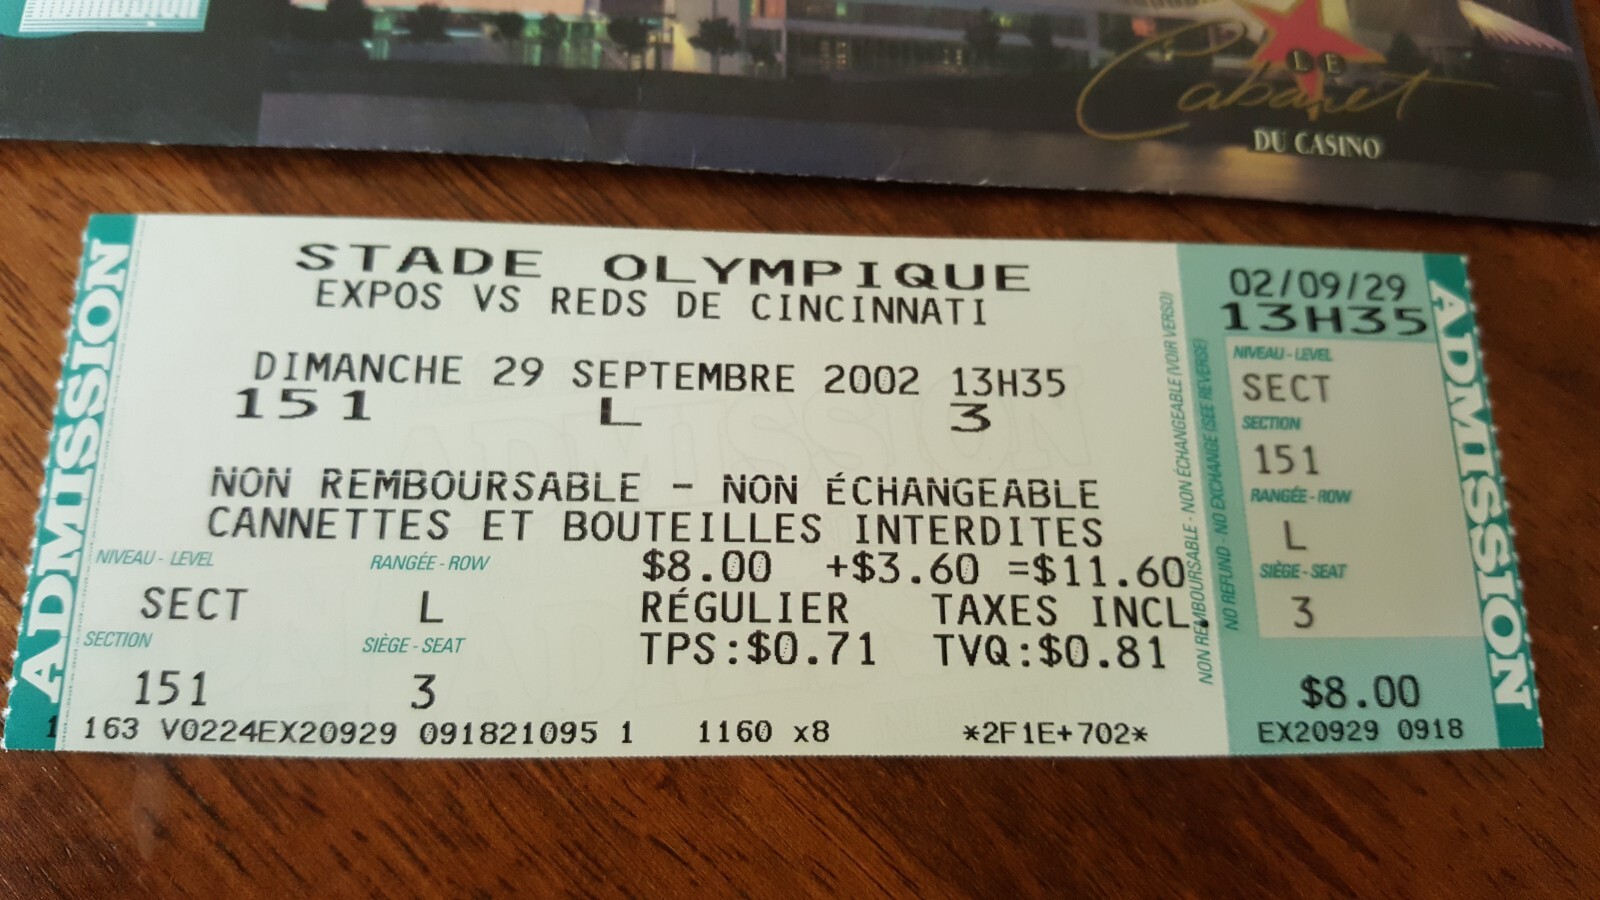 LE
Cabaret
DU CASINO
ADMISSION
STADE OLYMPIQUE
EXPOS VS REDS DE CINCINNATI
DIMANCHE 29 SEPTEMBRE 2002 13H35
151 L 3
NON REMBOURSABLE - NON ÉCHANGEABLE
CANNETTES ET BOUTEILLES INTERDITES
NIVEAU - LEVEL RANGÉE - ROW $8.00 +$3.60 =$11.60
SECT L RÉGULIER TAXES INCL.
SECTION SIÈGE - SEAT TPS:$0.71 TVQ:$0.81
151 3
1 163 V0224EX20929 091821095 1 1160 x8 *2F1E+702*
NON REMBOURSABLE - NON ÉCHANGEABLE (VOIR VERSO)
NO REFUND - NO EXCHANGE (SEE REVERSE)
02/09/29
13H35
NIVEAU - LEVEL
SECT
SECTION
151
RANGÉE - ROW
L
SIÈGE - SEAT
3
$8.00
EX20929 0918
ADMISSION